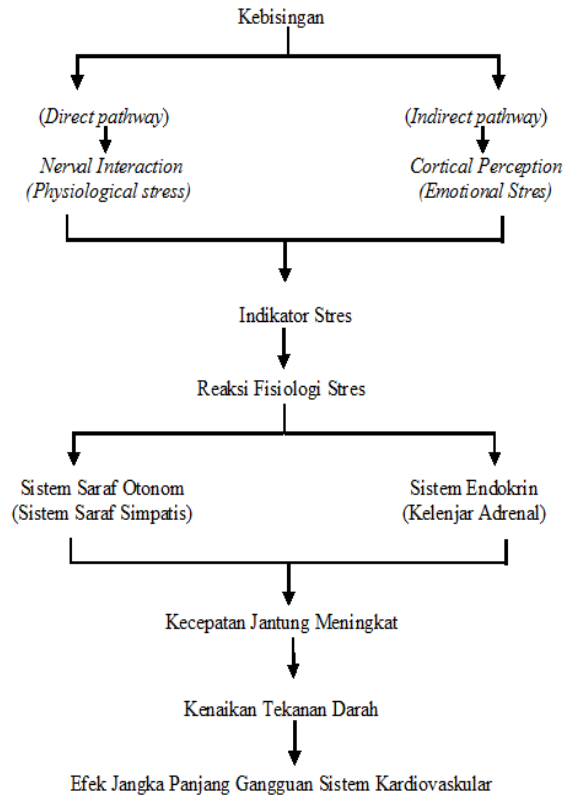 Kebisingan
(Direct pathway)
(Indirect pathway)
Nerval Interaction
(Physiological stress)
Cortical Perception
(Emotional Stres)
Indikator Stres
Reaksi Fisiologi Stres
Sistem Saraf Otonom
(Sistem Saraf Simpatis)
Sistem Endokrin
(Kelenjar Adrenal)
Kecepatan Jantung Meningkat
Kenaikan Tekanan Darah
Efek Jangka Panjang Gangguan Sistem Kardiovaskular